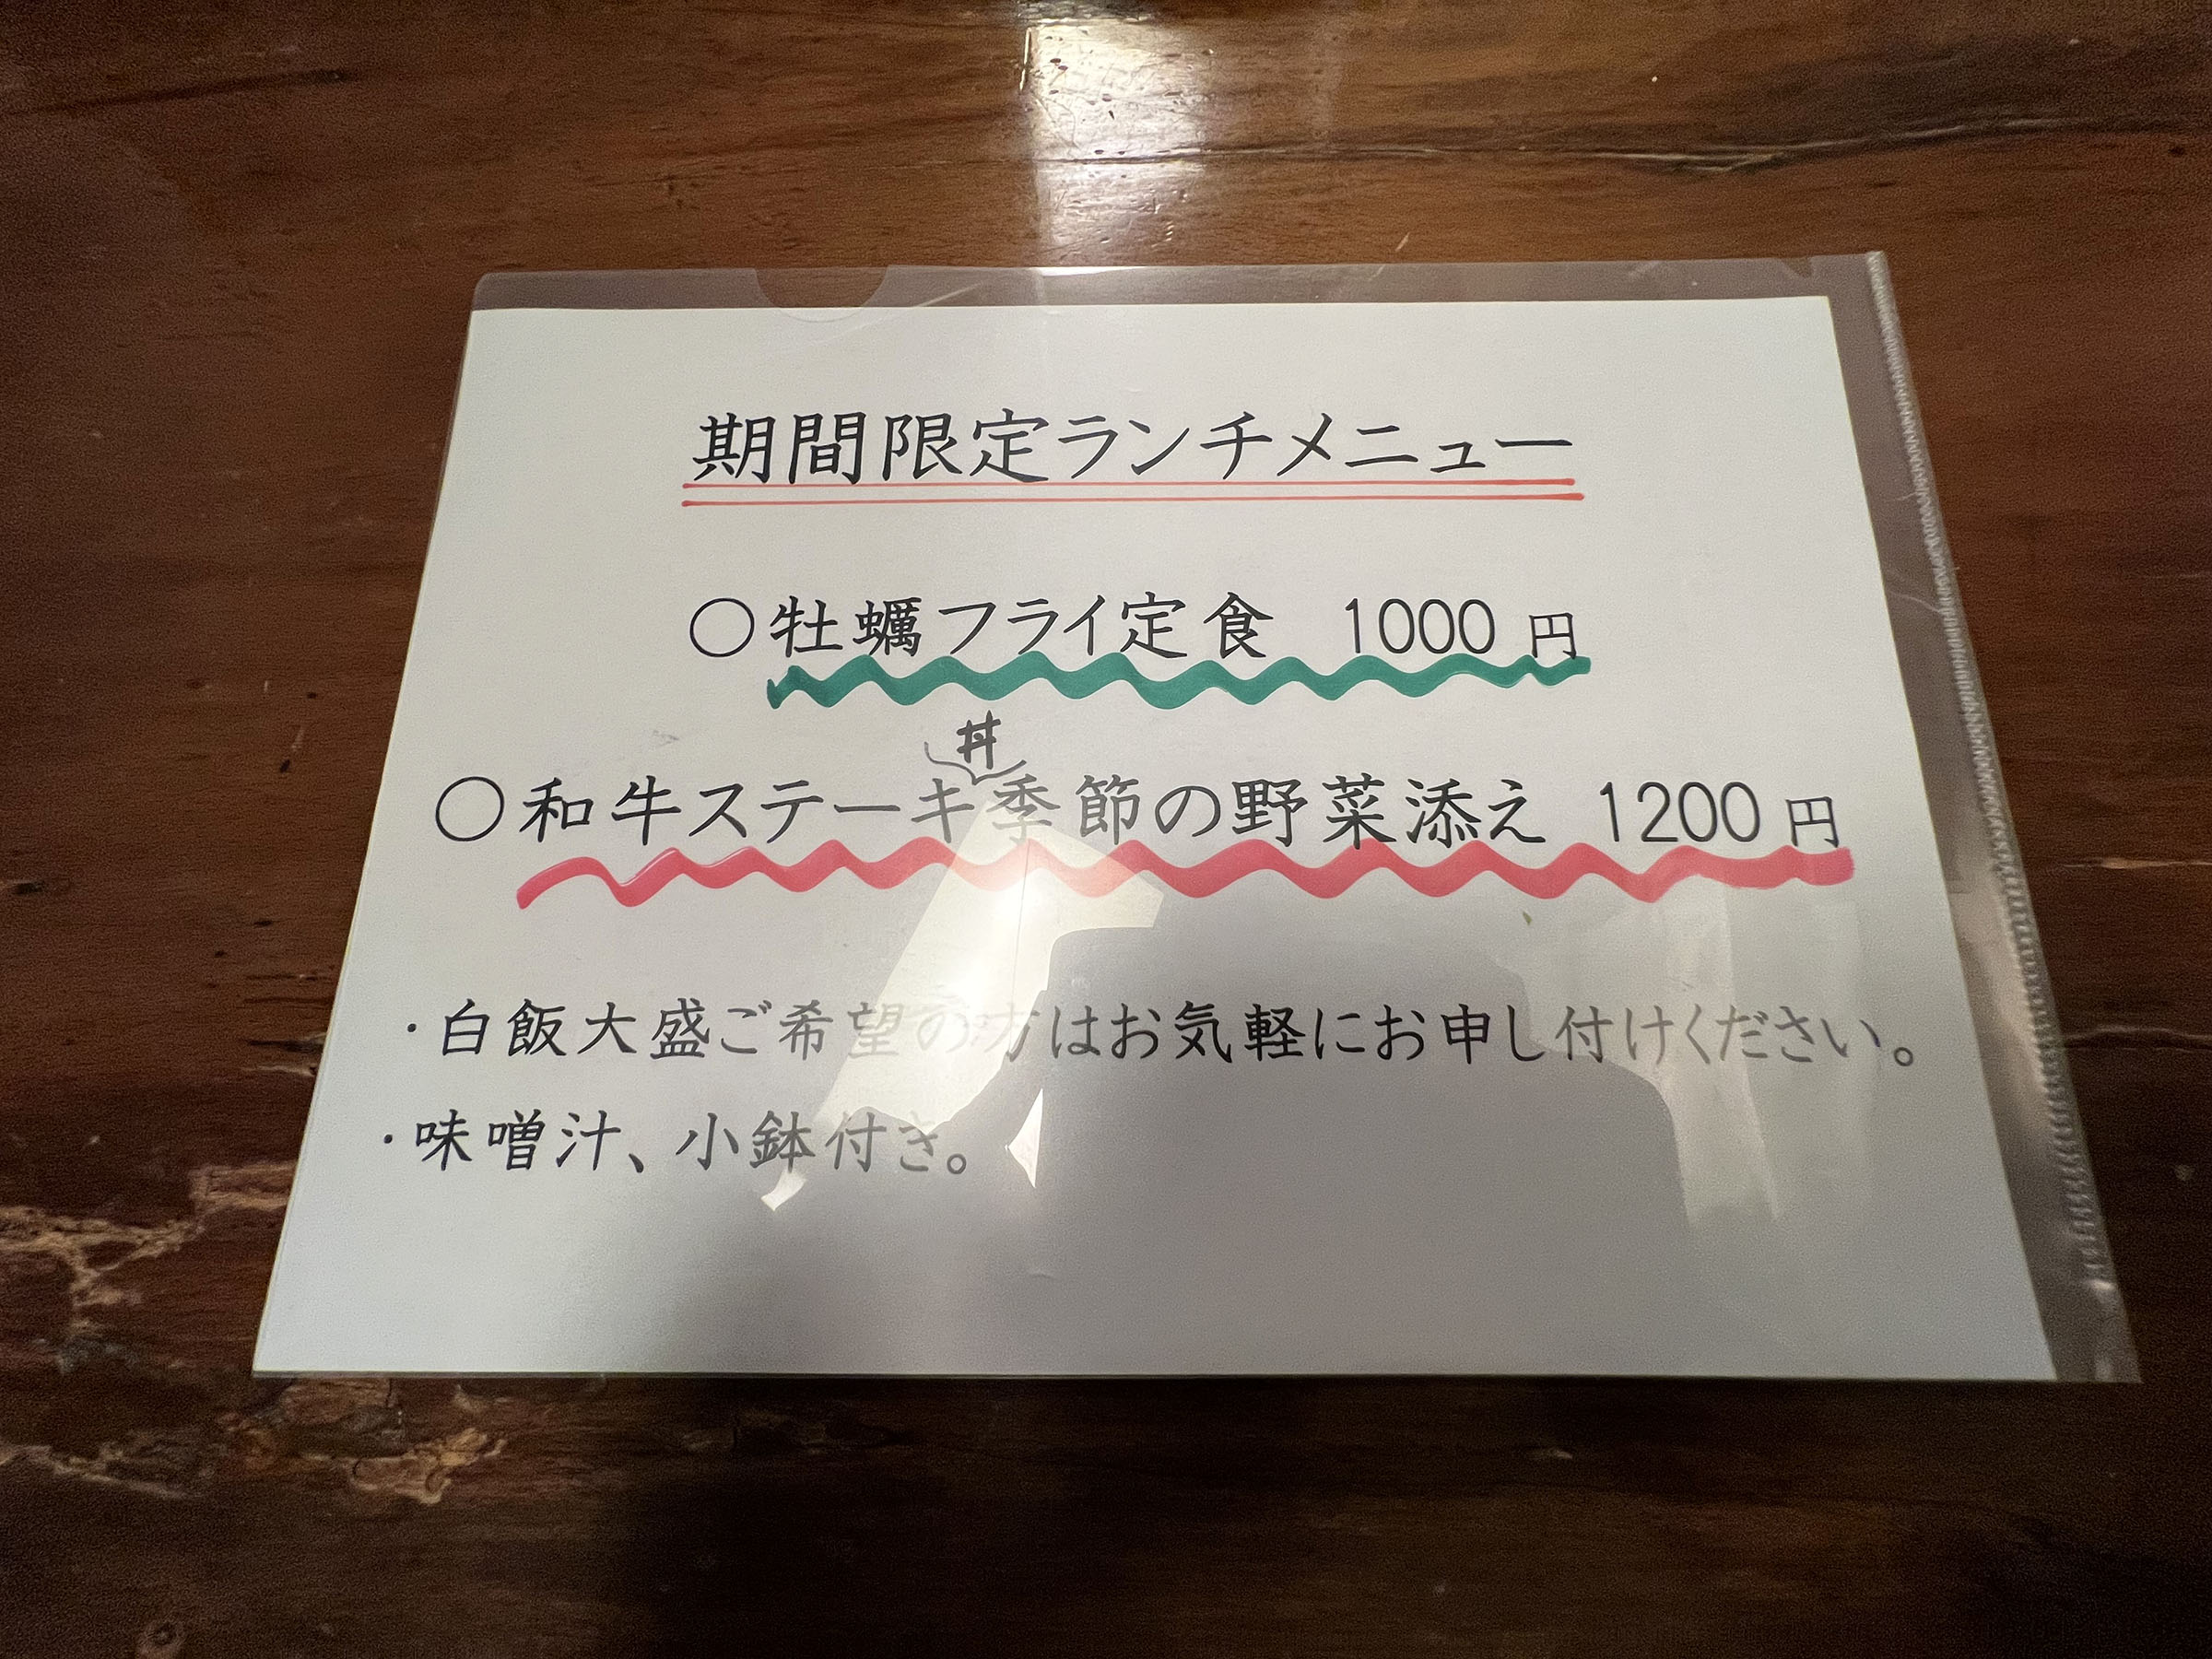 期間限定ランチメニュー
○牡蠣フライ定食 1000円
丼
○和牛ステーキ季節の野菜添え 1200円
・白飯大盛ご希望の方はお気軽にお申し付けください。
・味噌汁、小鉢付き。